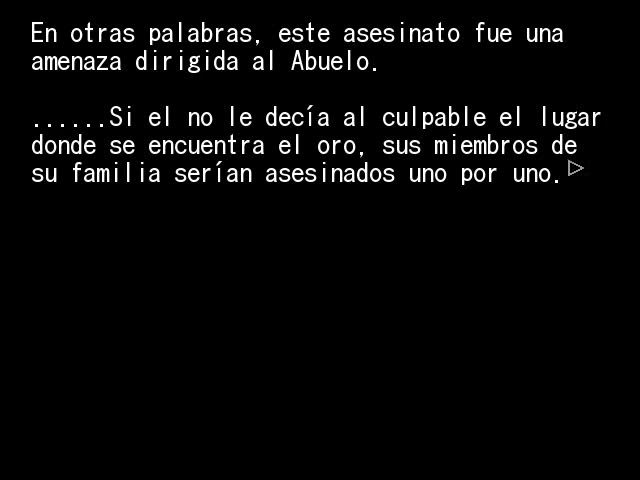 En otras palabras, este asesinato fue una
amenaza dirigida al Abuelo.
......Si el no le decía al culpable el lugar
donde se encuentra el oro, sus miembros de
su familia serían asesinados uno por uno.